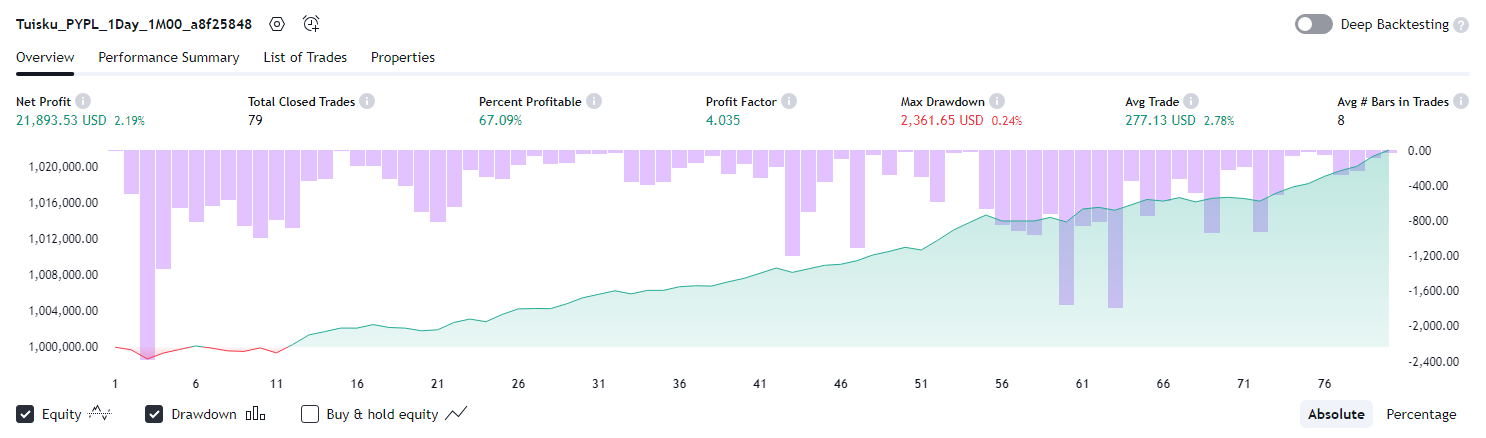 Tuisku_PYPL_1Day_1M00_a8f25848 Deep Backtesting ?
Overview Performance Summary List of Trades Properties
Net Profit i Total Closed Trades i Percent Profitable i Profit Factor i Max Drawdown i Avg Trade i Avg # Bars in Trades i
21,893.53 USD 2.19% 79 67.09% 4.035 2,361.65 USD 0.24% 277.13 USD 2.78% 8
0.00
1,020,000.00
-400.00
1,016,000.00
-800.00
1,012,000.00
-1,200.00
1,008,000.00
-1,600.00
1,004,000.00
-2,000.00
1,000,000.00
-2,400.00
1 6 11 16 21 26 31 36 41 46 51 56 61 66 71 76
Equity Drawdown Buy & hold equity Absolute Percentage